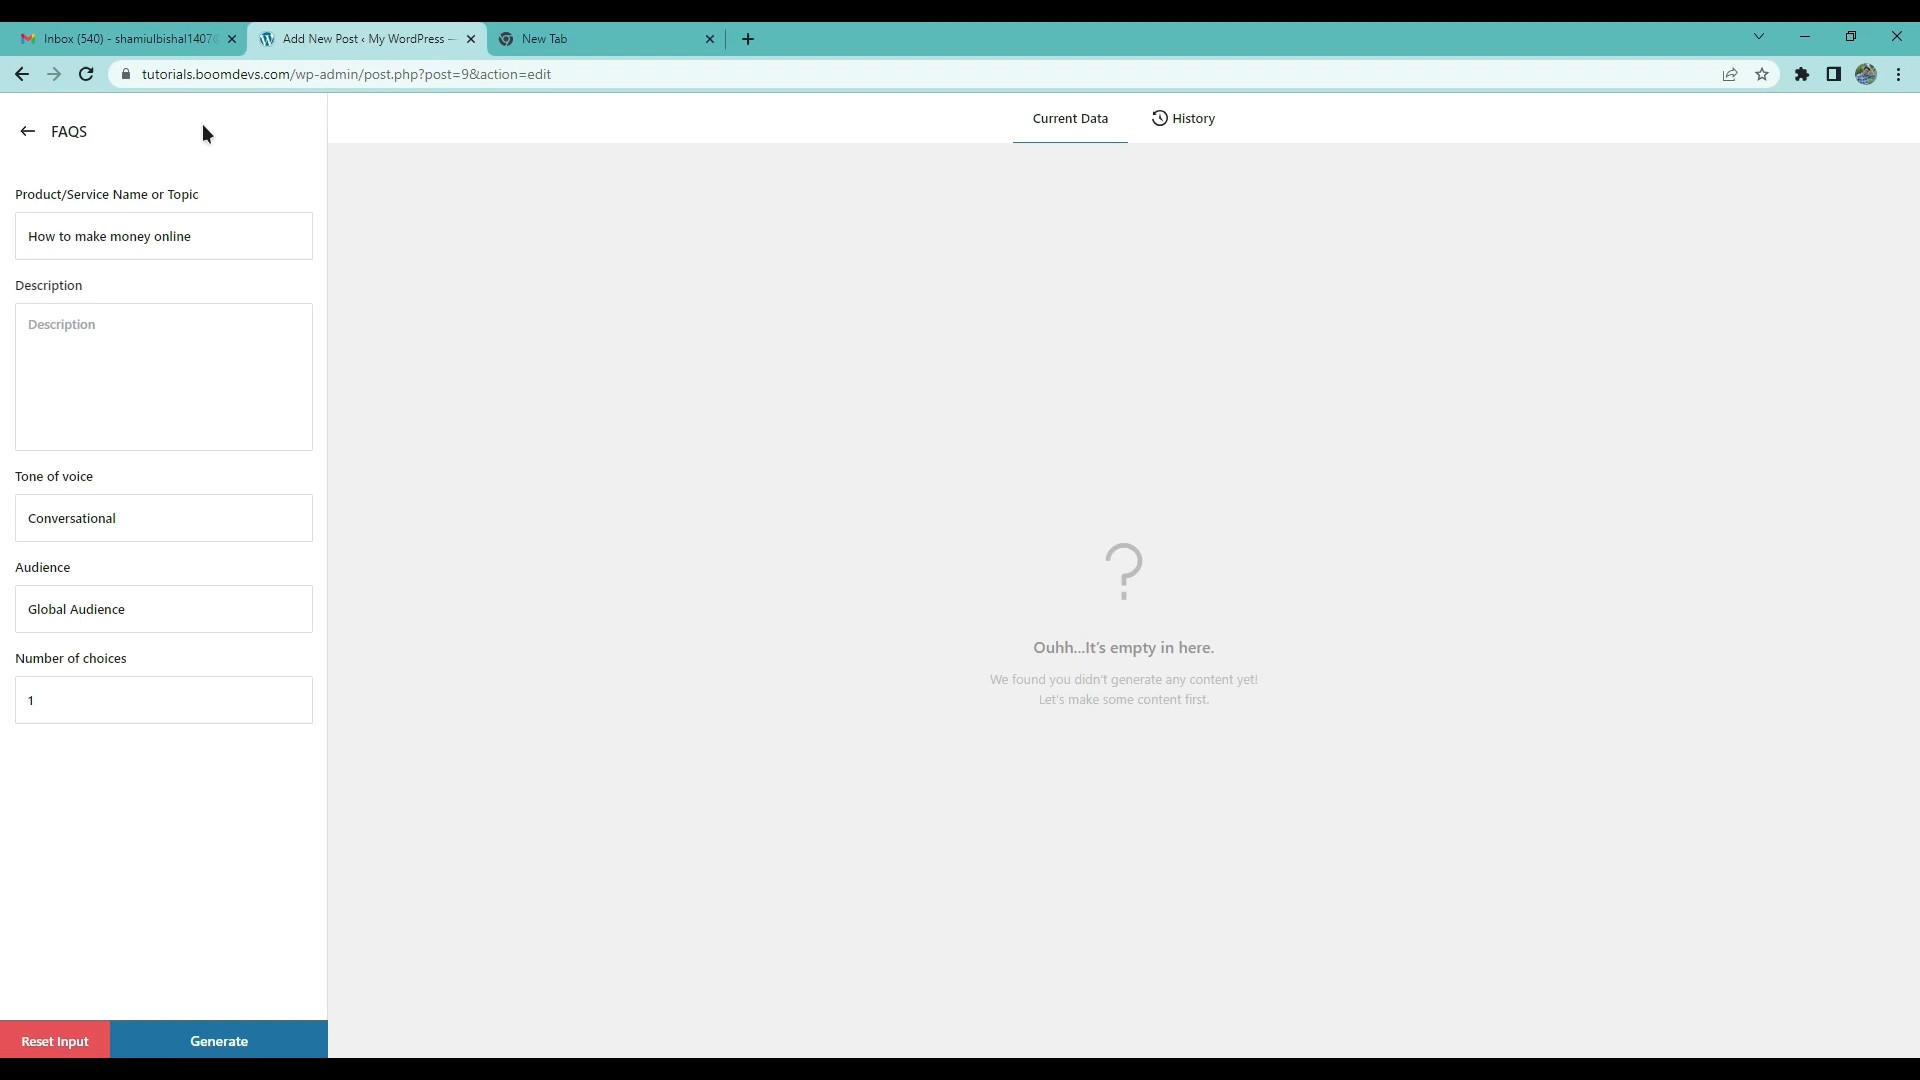 Inbox (540) - shamiulbishal1407@
Add New Post ‹ My WordPress —
New Tab
tutorials.boomdevs.com/wp-admin/post.php?post=9&action=edit
FAQS
Current Data
History
Product/Service Name or Topic
How to make money online
Description
Description
Tone of voice
Conversational
Audience
Global Audience
Number of choices
1
Ouhh...It's empty in here.
We found you didn't generate any content yet!
Let's make some content first.
Reset Input
Generate